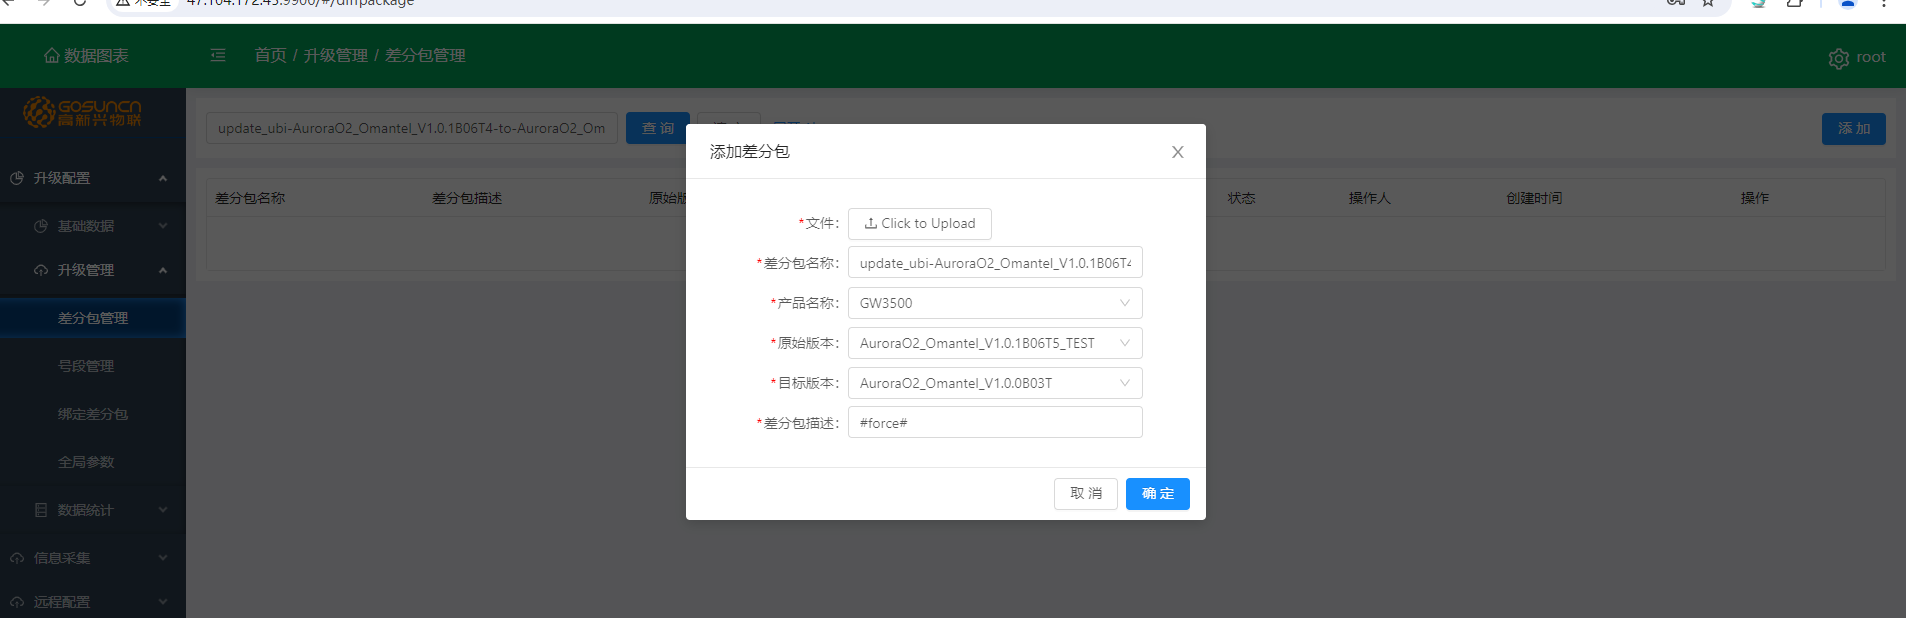 不安全 47.104.172.45:9900/#/diffpackage
数据图表
首页 / 升级管理 / 差分包管理
root
GOSUNCN
高新兴物联
update_ubi-AuroraO2_Omantel_V1.0.1B06T4-to-AuroraO2_Om
查 询
添 加
升级配置
基础数据
升级管理
差分包管理
号段管理
绑定差分包
全局参数
数据统计
信息采集
远程配置
差分包名称
差分包描述
原始版
状态
操作人
创建时间
操作
添加差分包
*文件: Click to Upload
*差分包名称: update_ubi-AuroraO2_Omantel_V1.0.1B06T4
*产品名称: GW3500
*原始版本: AuroraO2_Omantel_V1.0.1B06T5_TEST
*目标版本: AuroraO2_Omantel_V1.0.0B03T
*差分包描述: #force#
取 消
确 定